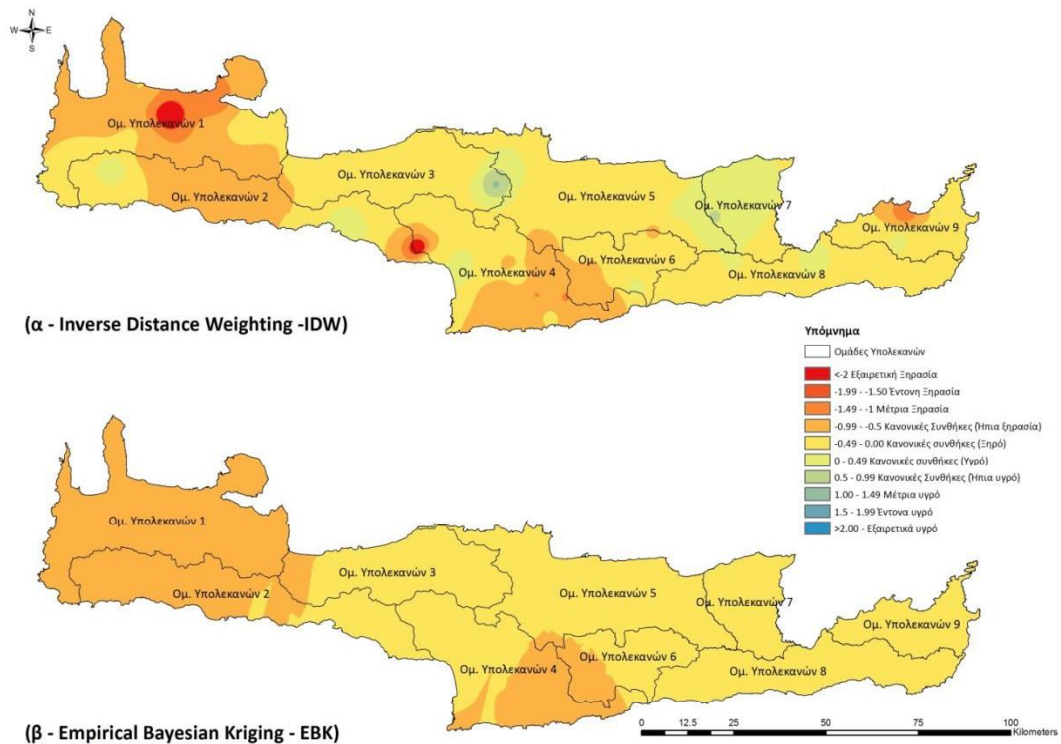 N
W E
S
Ομ. Υπολεκανών 1
Ομ. Υπολεκανών 2
Ομ. Υπολεκανών 3
Ομ. Υπολεκανών 4
Ομ. Υπολεκανών 5
Ομ. Υπολεκανών 6
Ομ. Υπολεκανών 7
Ομ. Υπολεκανών 8
Ομ. Υπολεκανών 9
(α - Inverse Distance Weighting -IDW)
Υπόμνημα
Ομάδες Υπολεκανών
<-2 Εξαιρετική Ξηρασία
-1.99 - -1.50 Έντονη Ξηρασία
-1.49 - -1 Μέτρια Ξηρασία
-0.99 - -0.5 Κανονικές Συνθήκες (Ήπια ξηρασία)
-0.49 - 0.00 Κανονικές συνθήκες (Ξηρό)
0 - 0.49 Κανονικές συνθήκες (Υγρό)
0.5 - 0.99 Κανονικές Συνθήκες (Ήπια υγρό)
1.00 - 1.49 Μέτρια υγρό
1.5 - 1.99 Έντονα υγρό
>2.00 - Εξαιρετικά υγρό
Ομ. Υπολεκανών 1
Ομ. Υπολεκανών 2
Ομ. Υπολεκανών 3
Ομ. Υπολεκανών 4
Ομ. Υπολεκανών 5
Ομ. Υπολεκανών 6
Ομ. Υπολεκανών 7
Ομ. Υπολεκανών 8
Ομ. Υπολεκανών 9
(β - Empirical Bayesian Kriging - EBK)
0 12.5 25 50 75 100
Kilometers